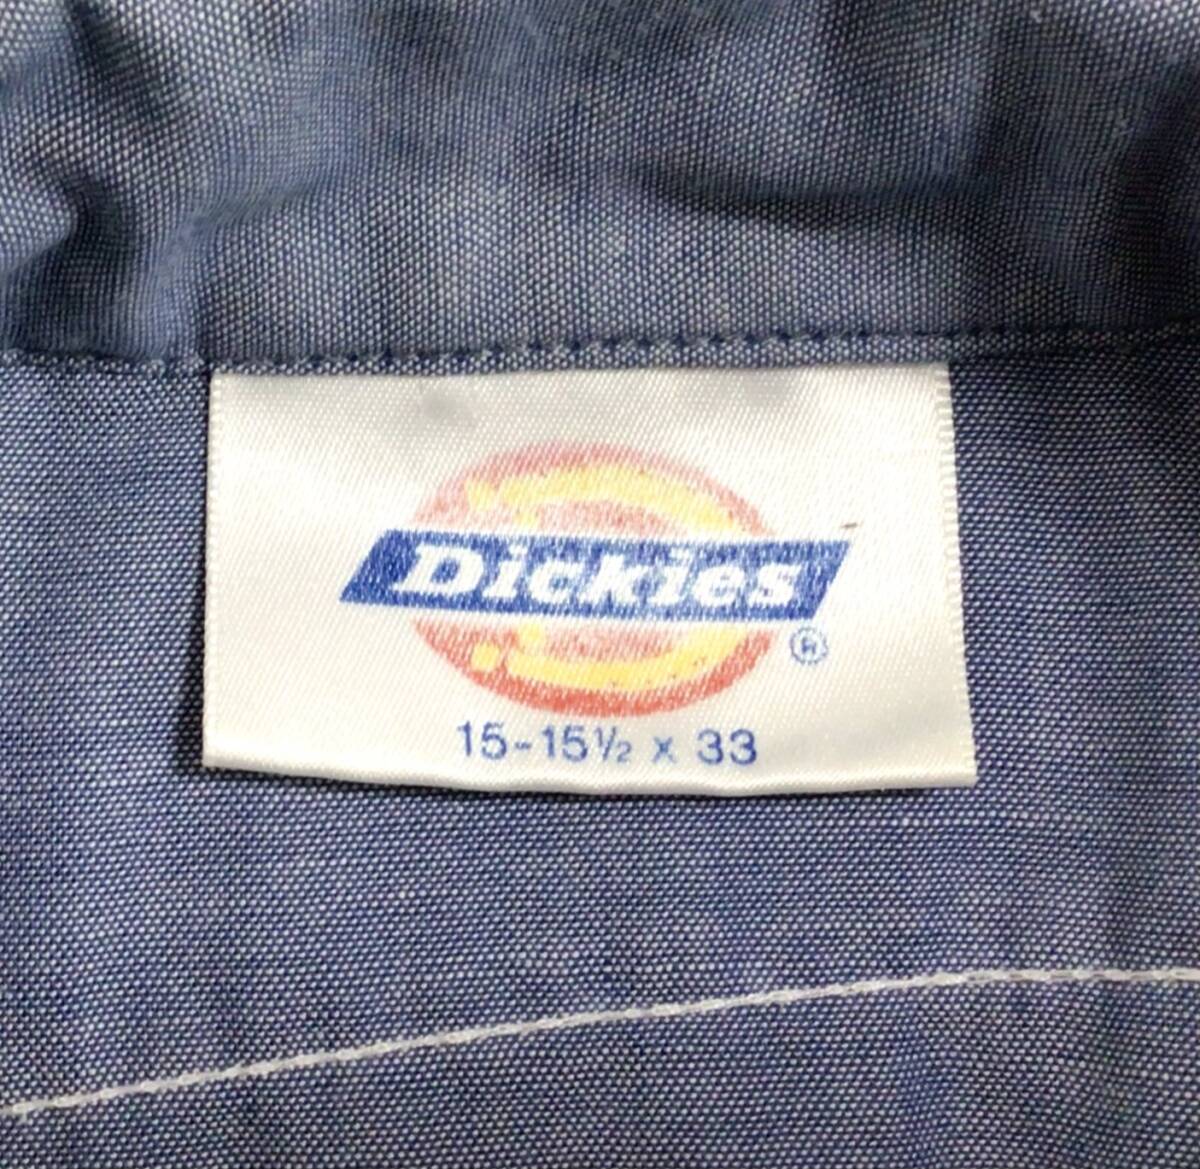 Dickies
®
15-15½ x 33